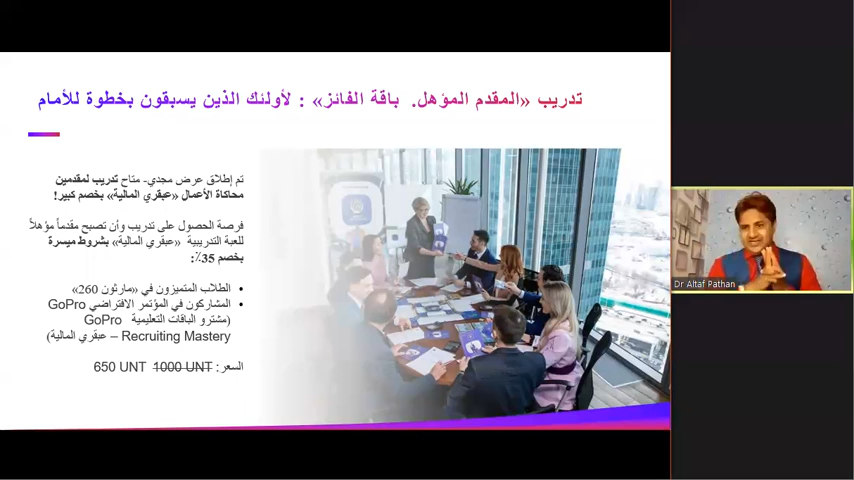 تدريب «المقدم المؤهل. باقة الفائز» : لأولئك الذين يسبقون بخطوة للأمام
تم إطلاق عرض مجدي- متاح تدريب لمقدمين
محاكاة الأعمال «عبقري المالية» بخصم كبير!
فرصة الحصول على تدريب وأن تصبح مقدماً مؤهلاً
للعبة التدريبية «عبقري المالية» بشروط ميسرة
بخصم 35٪:
• الطلاب المتميزون في «مارثون 260»
• المشاركون في المؤتمر الافتراضي GoPro
(مشترو الباقات التعليمية GoPro
Recruiting Mastery – عبقري المالية)
السعر: 1000 UNT 650 UNT
Dr Altaf Pathan